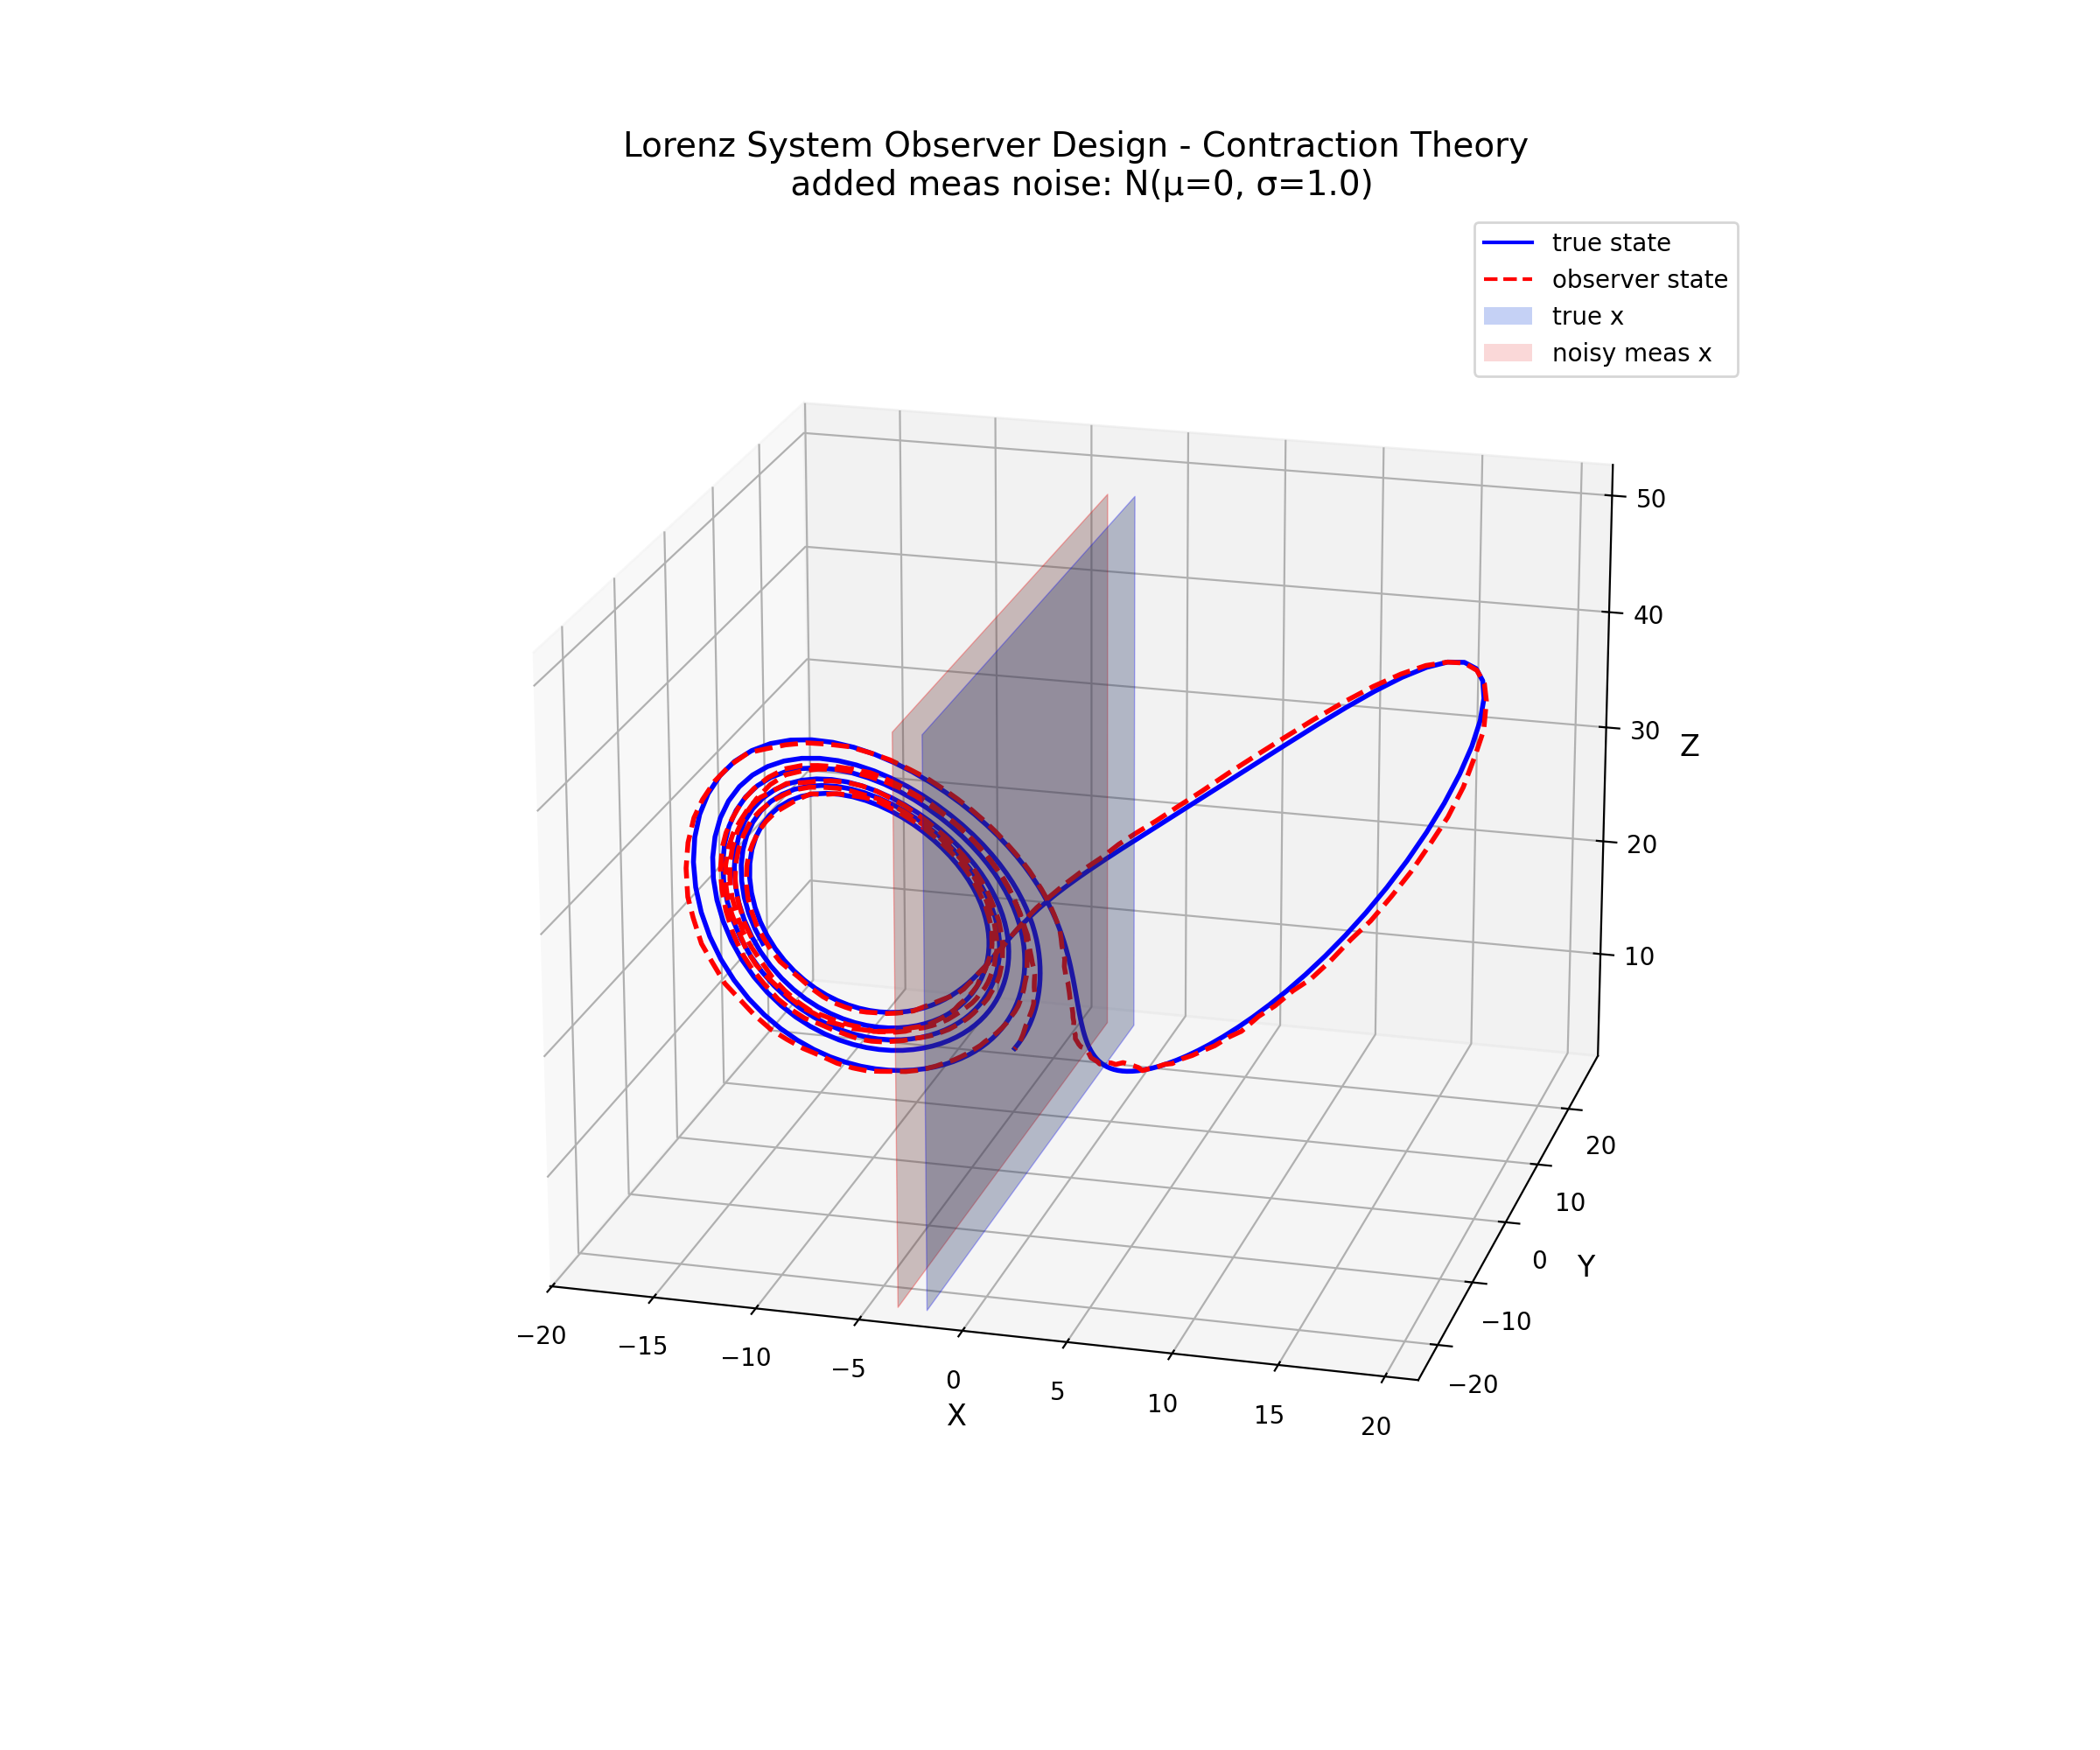 Lorenz System Observer Design - Contraction Theory
added meas noise: N(μ=0, σ=1.0)
true state
observer state
true x
noisy meas x
50
40
30
20
10
Z
20
10
0
−10
−20
Y
−20
−15
−10
−5
0
5
10
15
20
X